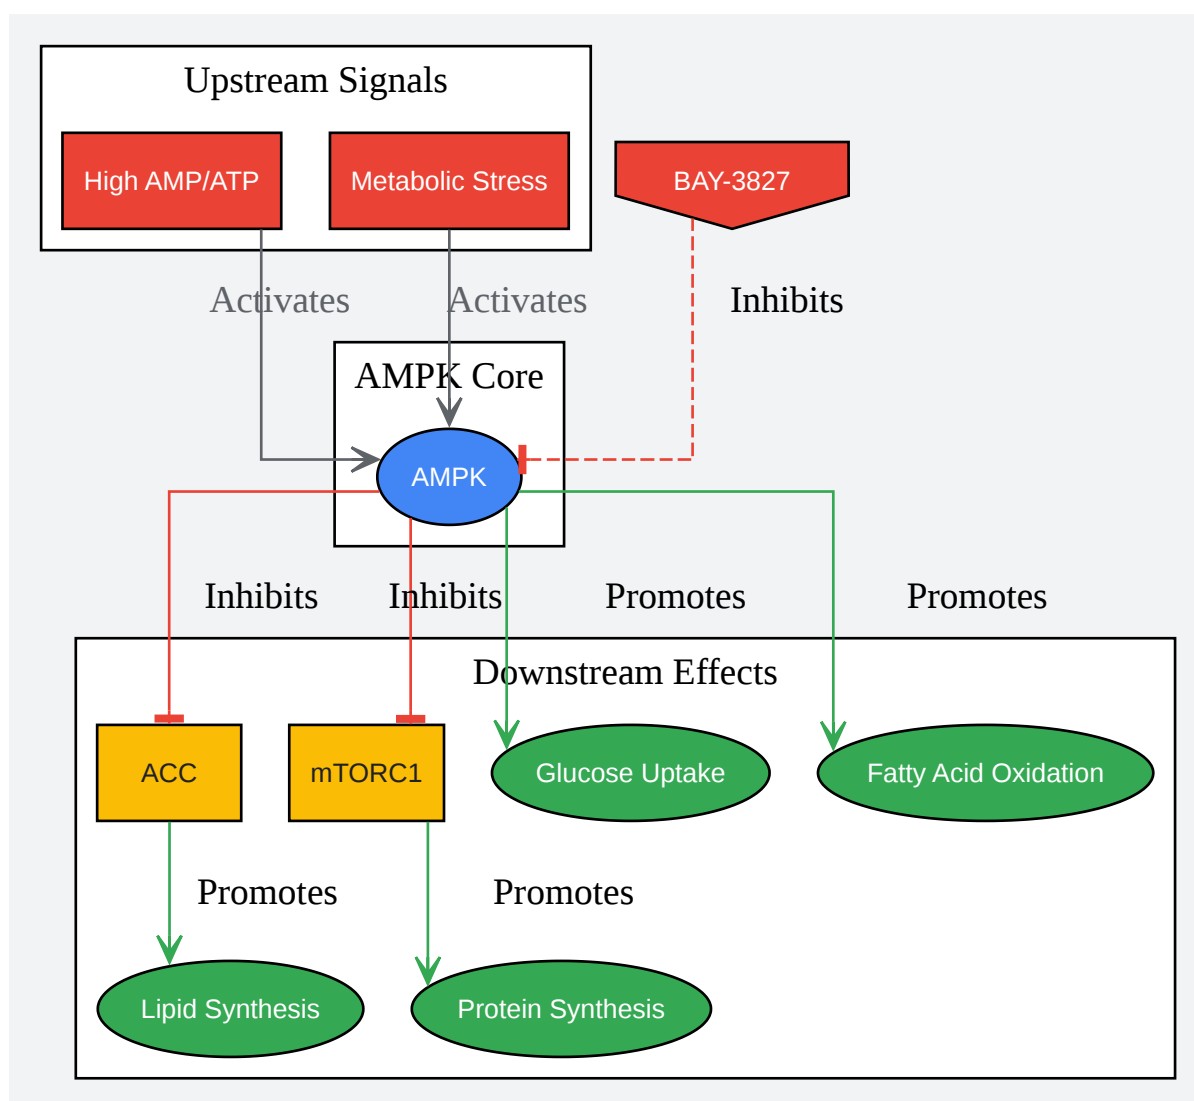 Upstream Signals
High AMP/ATP
Metabolic Stress
BAY-3827
Activates
Activates
Inhibits
AMPK Core
AMPK
Inhibits
Inhibits
Promotes
Promotes
Downstream Effects
ACC
mTORC1
Glucose Uptake
Fatty Acid Oxidation
Promotes
Promotes
Lipid Synthesis
Protein Synthesis